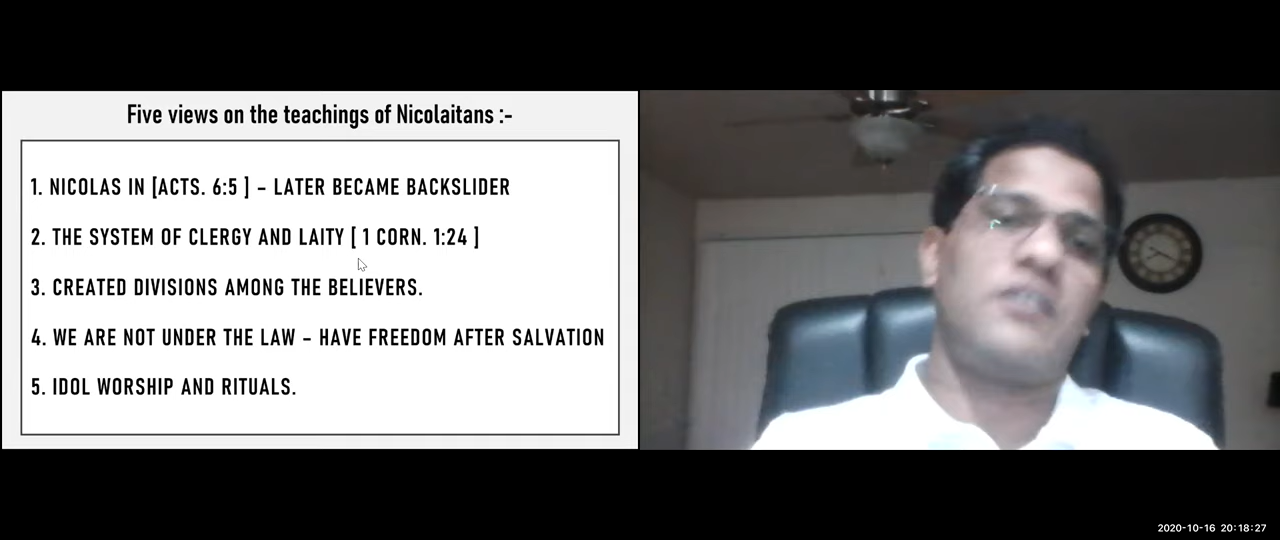 Five views on the teachings of Nicolaitans :-
1. NICOLAS IN [ACTS. 6:5 ] – LATER BECAME BACKSLIDER
2. THE SYSTEM OF CLERGY AND LAITY [ 1 CORN. 1:24 ]
3. CREATED DIVISIONS AMONG THE BELIEVERS.
4. WE ARE NOT UNDER THE LAW – HAVE FREEDOM AFTER SALVATION
5. IDOL WORSHIP AND RITUALS.
2020-10-16 20:18:27